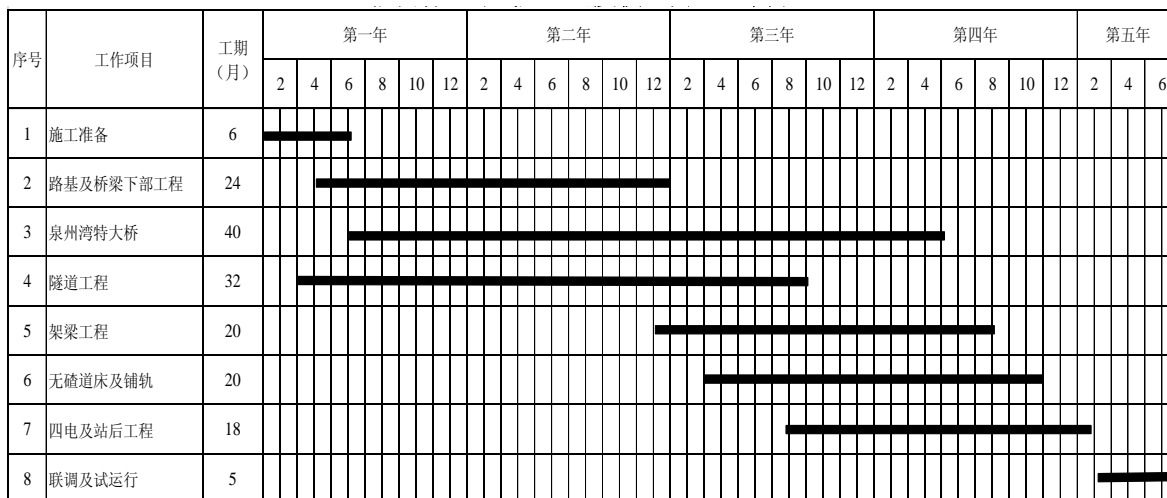 序号 工作项目 工期（月） 第一年 第二年 第三年 第四年 第五年
2 4 6 8 10 12 2 4 6 8 10 12 2 4 6 8 10 12 2 4 6 8 10 12 2 4 6
1 施工准备 6
2 路基及桥梁下部工程 24
3 泉州湾特大桥 40
4 隧道工程 32
5 架梁工程 20
6 无碴道床及铺轨 20
7 四电及站后工程 18
8 联调及试运行 5